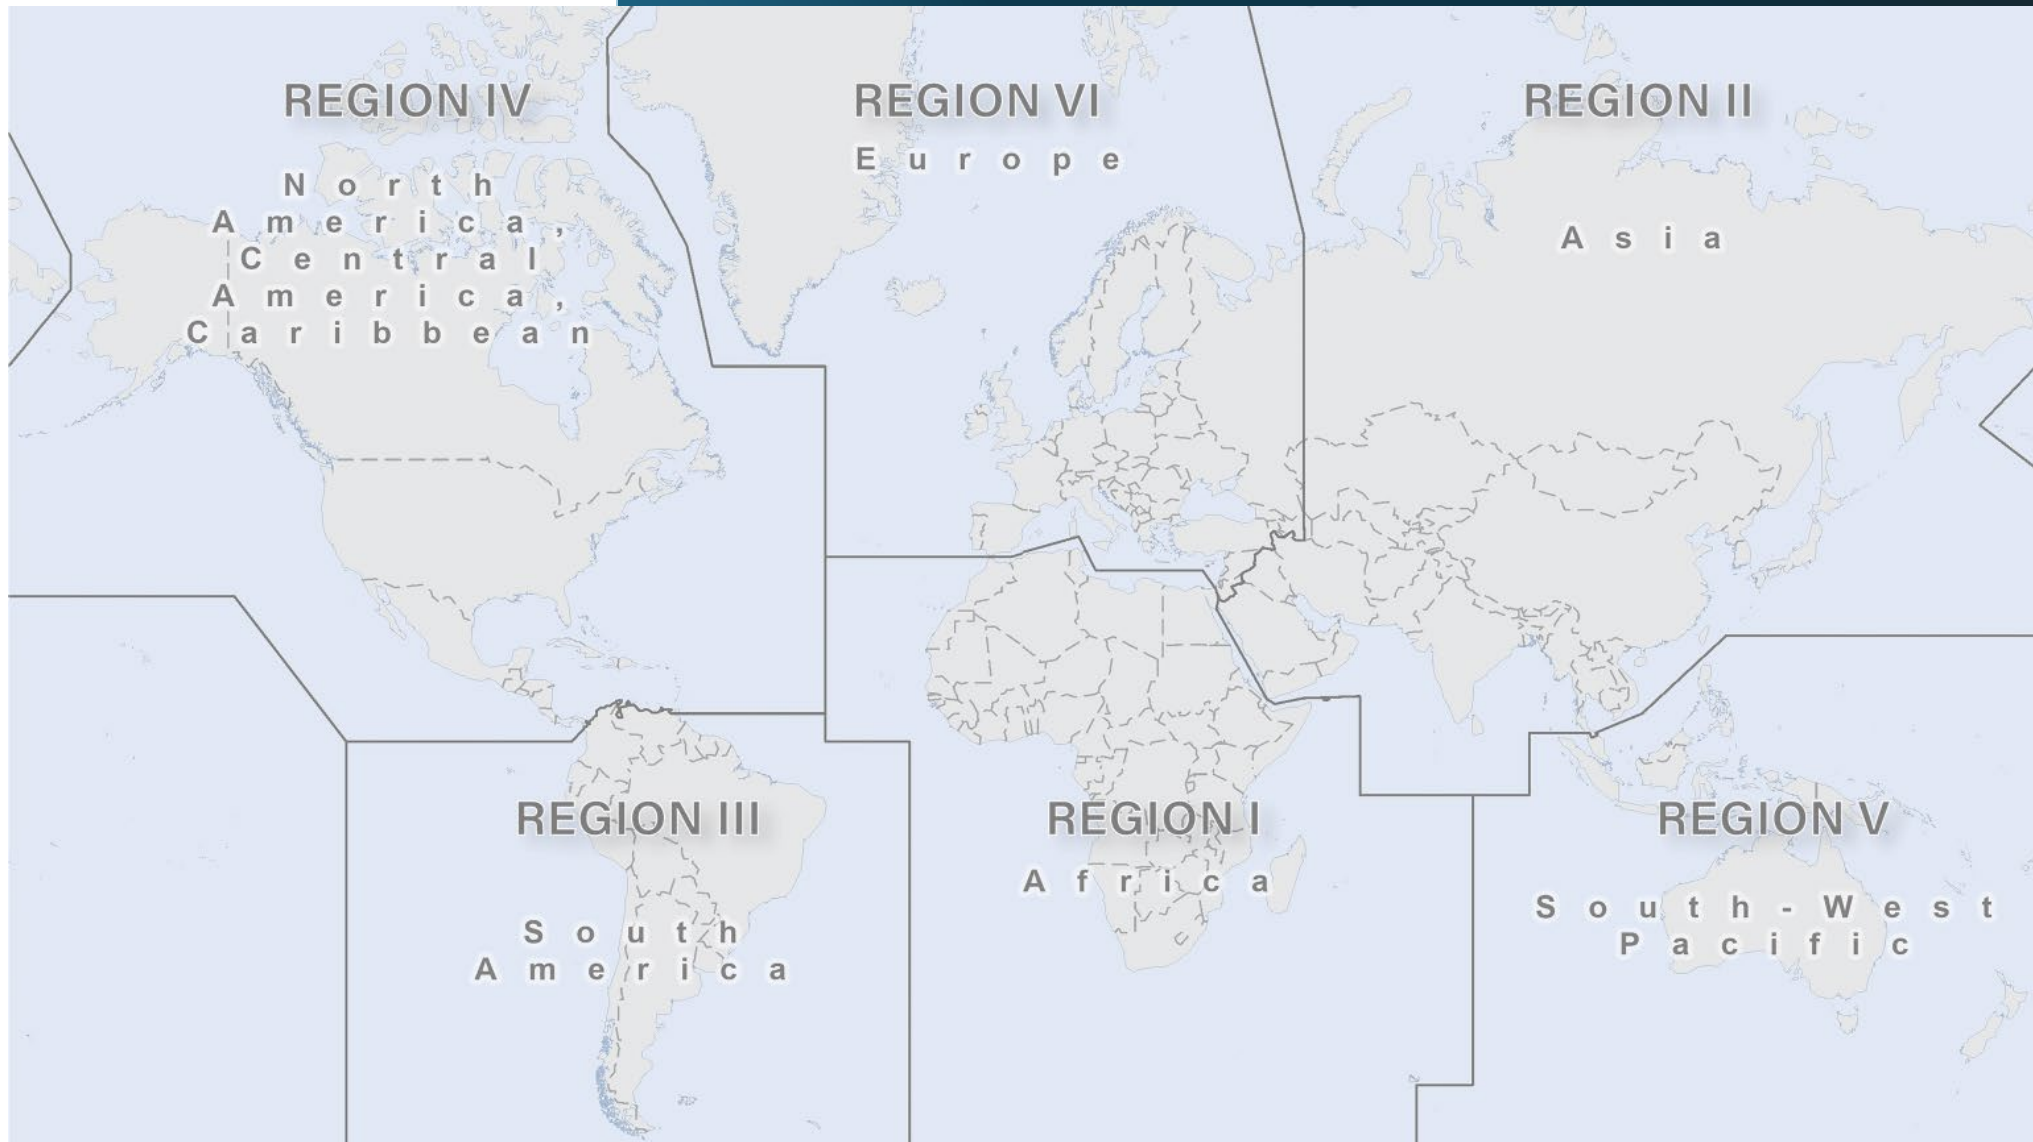 REGION IV
North
America,
Central
America,
Caribbean
REGION VI
Europe
REGION II
Asia
REGION III
South
America
REGION I
Africa
REGION V
South-West
Pacific